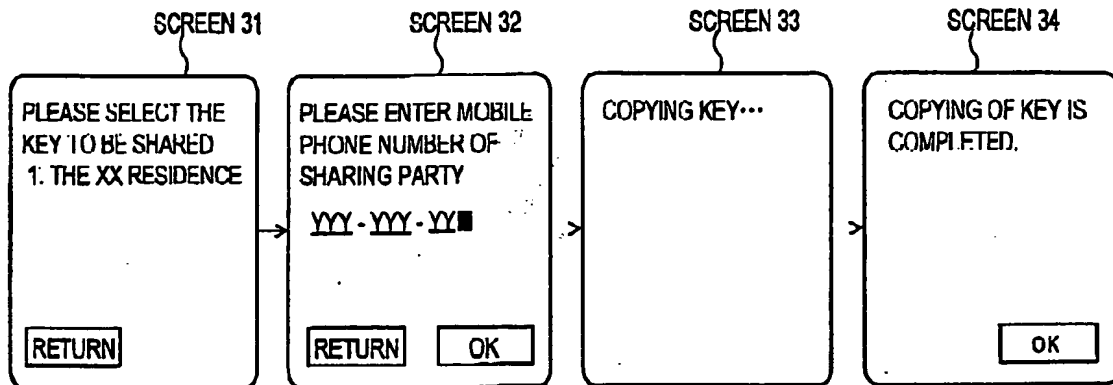 SCREEN 31
SCREEN 32
SCREEN 33
SCREEN 34
PLEASE SELECT THE
KEY TO BE SHARED
1. THE XX RESIDENCE
RETURN
PLEASE ENTER MOBILE
PHONE NUMBER OF
SHARING PARTY
YYY - YYY - YY■
RETURN
OK
COPYING KEY···
COPYING OF KEY IS
COMPLETED.
OK